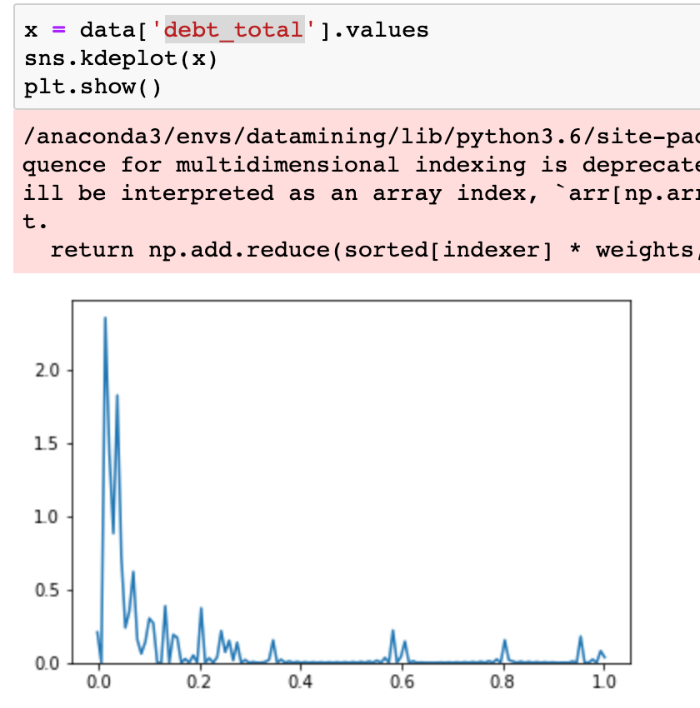 x = data['debt_total'].values
sns.kdeplot(x)
plt.show()
/anaconda3/envs/datamining/lib/python3.6/site-pac
quence for multidimensional indexing is deprecate
ill be interpreted as an array index, `arr[np.arr
t.
return np.add.reduce(sorted[indexer] * weights,
2.0
1.5
1.0
0.5
0.0
0.0 0.2 0.4 0.6 0.8 1.0